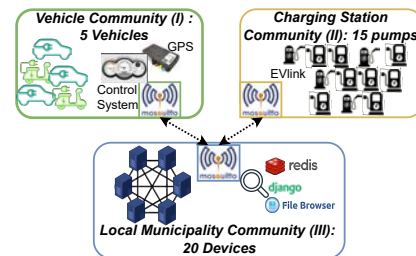 Vehicle Community (I) :
5 Vehicles
GPS
Control
System
mosquitto
Charging Station
Community (II): 15 pumps
EVlink
mosquitto
mosquitto
redis
django
File Browser
Local Municipality Community (III):
20 Devices